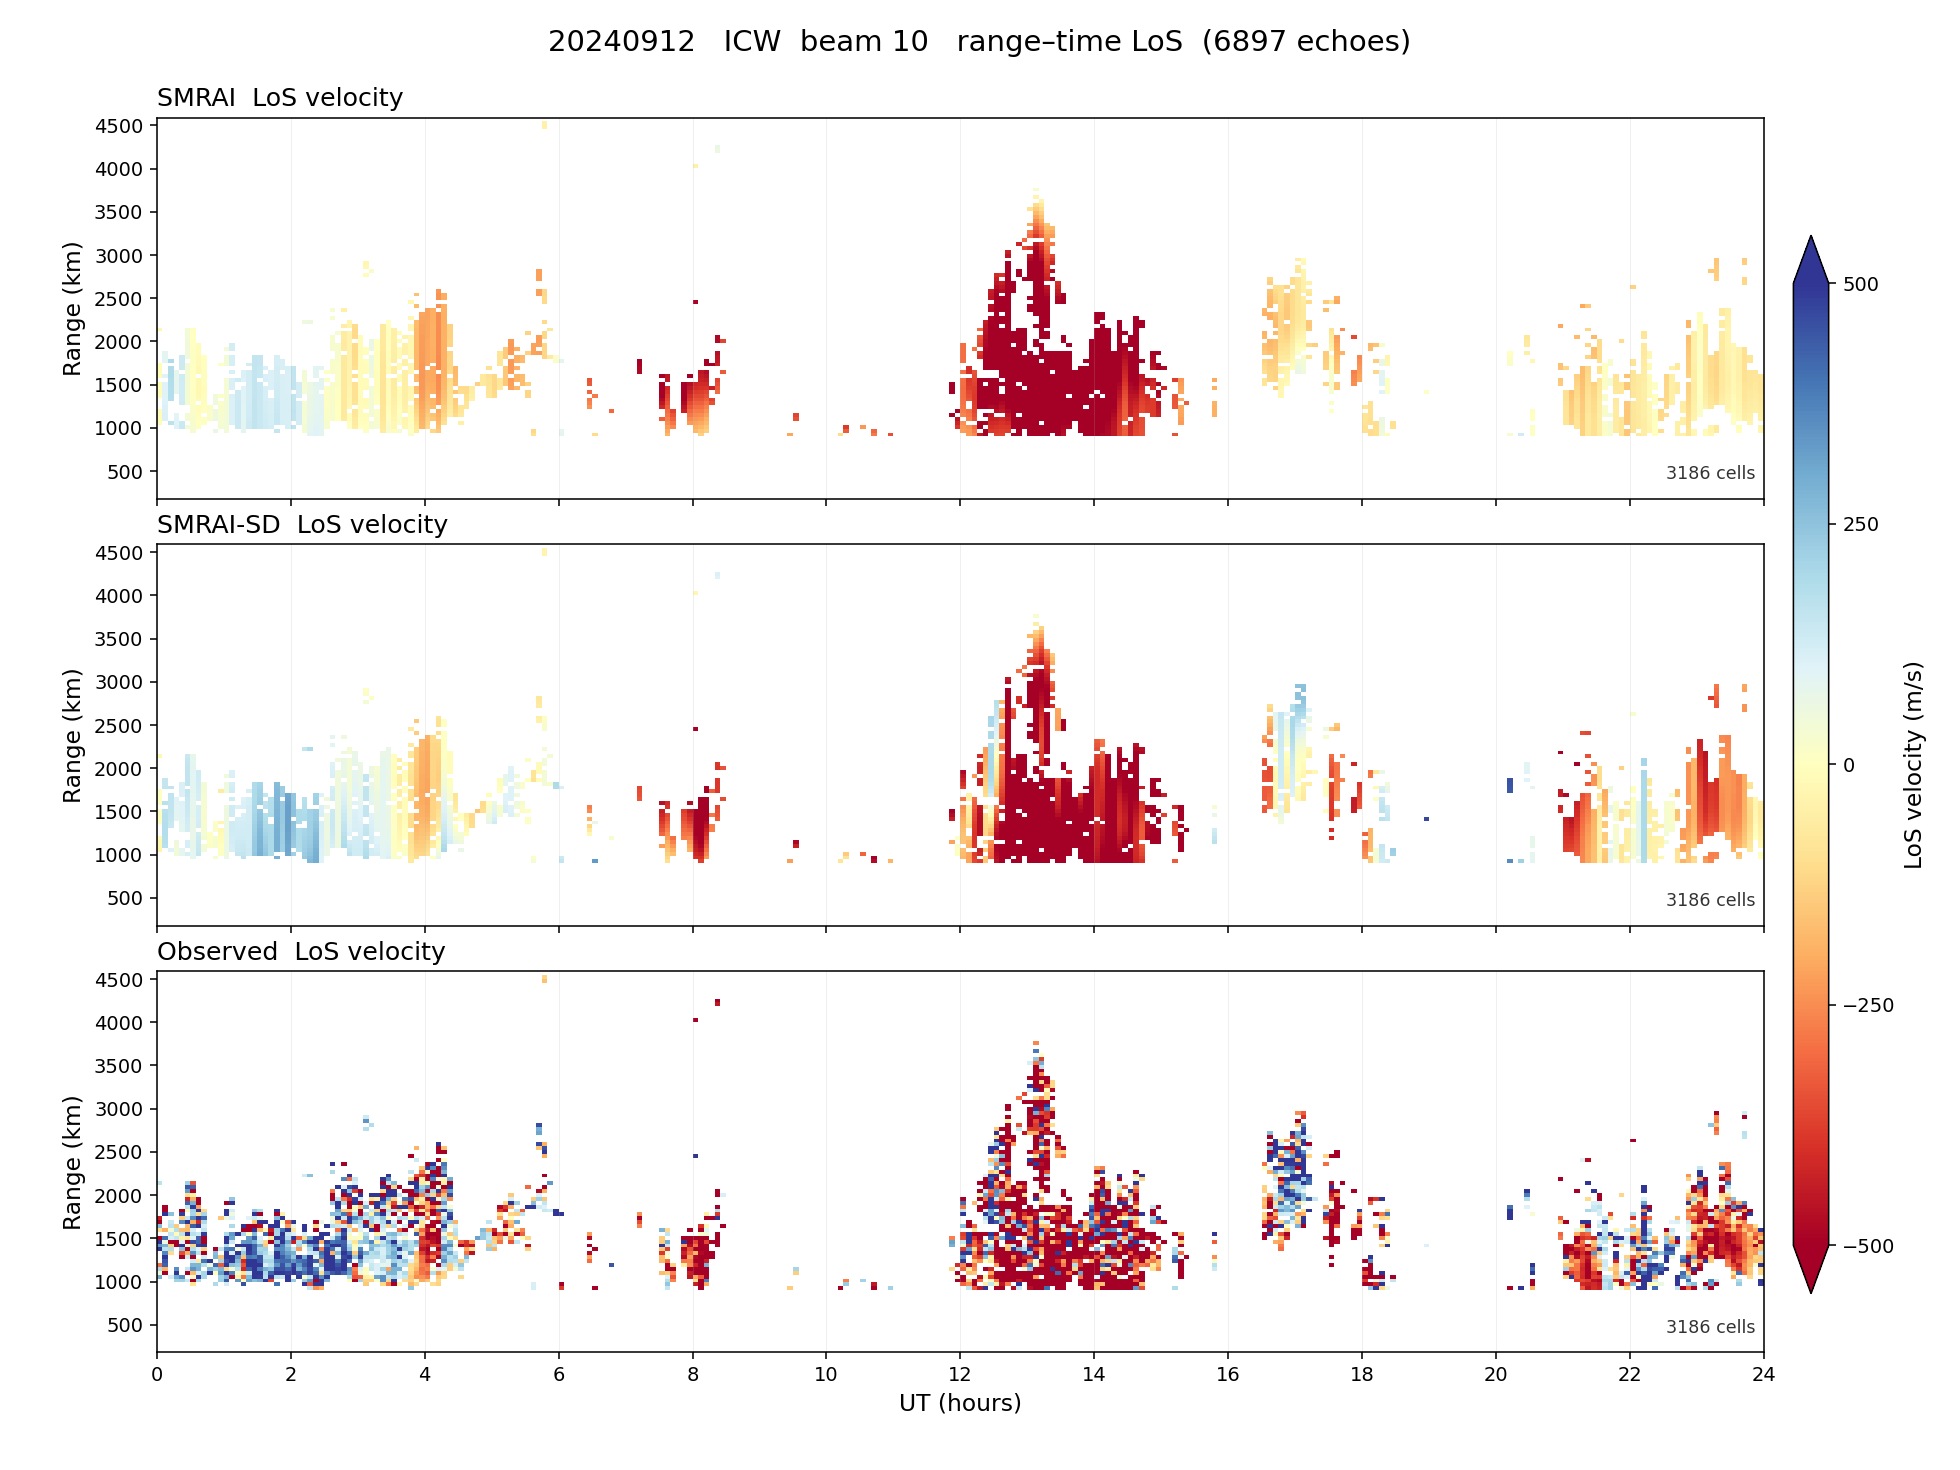 20240912   ICW  beam 10   range–time LoS  (6897 echoes)
SMRAI  LoS velocity
4500
4000
3500
3000
2500
2000
1500
1000
500
Range (km)
3186 cells
SMRAI-SD  LoS velocity
4500
4000
3500
3000
2500
2000
1500
1000
500
Range (km)
3186 cells
Observed  LoS velocity
4500
4000
3500
3000
2500
2000
1500
1000
500
Range (km)
3186 cells
0 2 4 6 8 10 12 14 16 18 20 22 24
UT (hours)
500
250
0
−250
−500
LoS velocity (m/s)